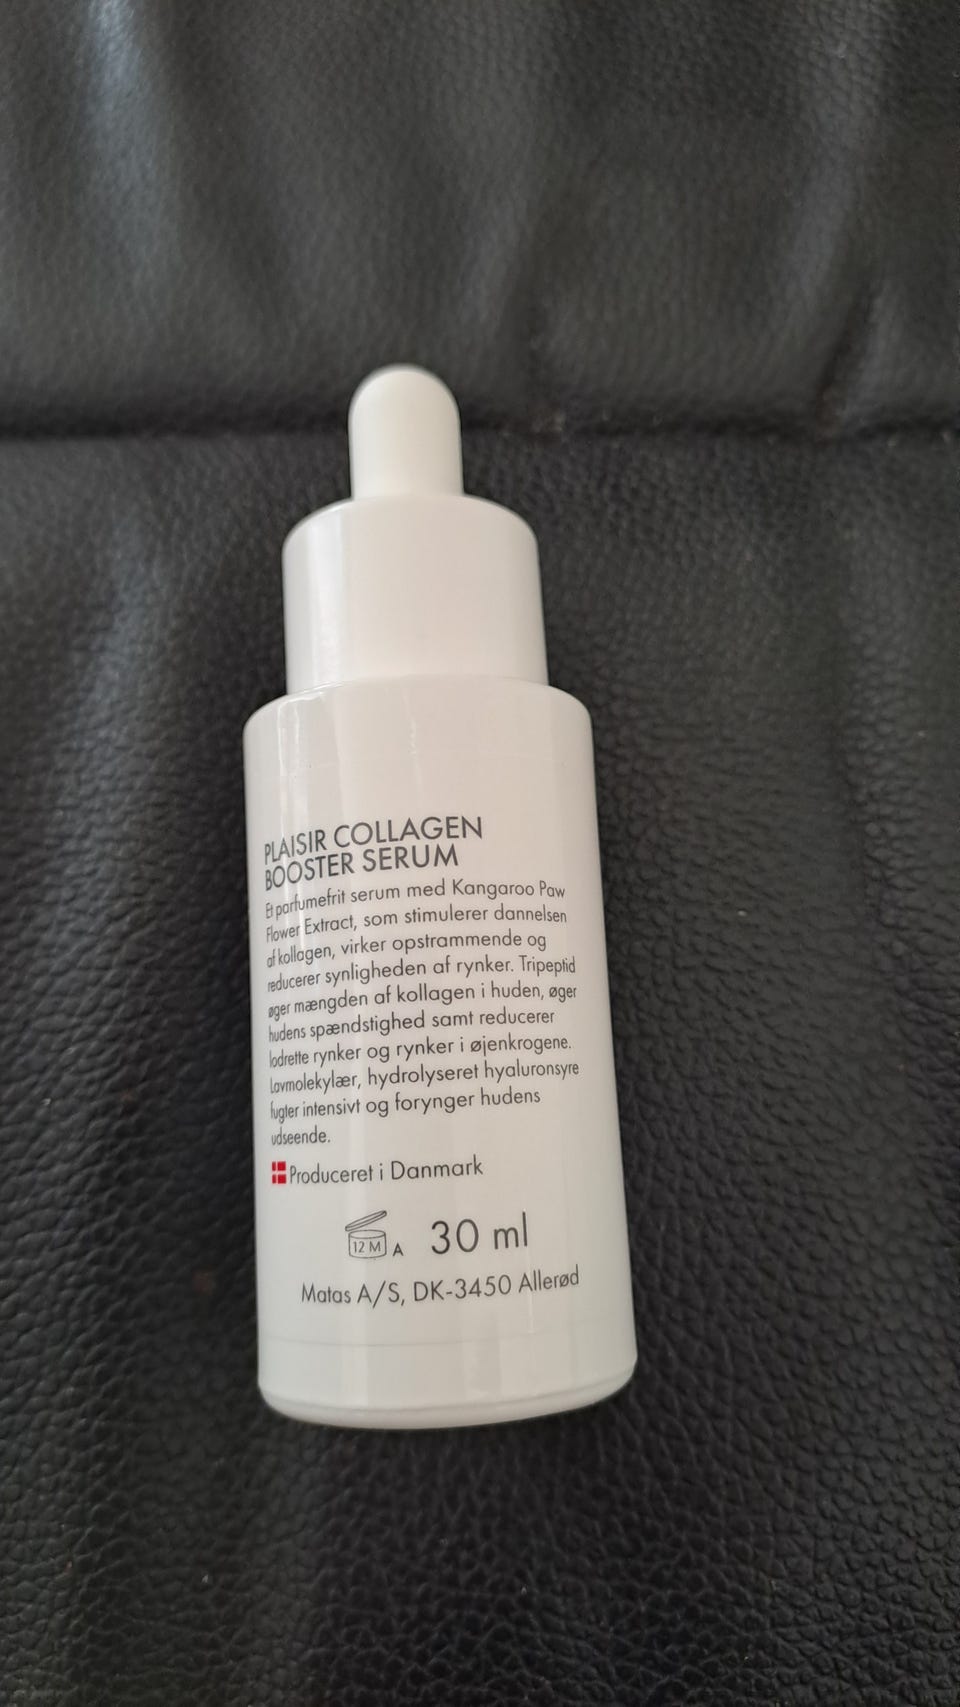 PLAISIR COLLAGEN
BOOSTER SERUM
Et parfumefrit serum med Kangaroo Paw
Flower Extract, som stimulerer dannelsen
af kollagen, virker opstrammende og
reducerer synligheden af rynker. Tripeptid
øger mængden af kollagen i huden, øger
hudens spændstighed samt reducerer
lodrette rynker og rynker i øjenkrogene.
Lavmolekylær, hydrolyseret hyaluronsyre
fugter intensivt og forynger hudens
udseende.
Produceret i Danmark
12 M A 30 ml
Matas A/S, DK-3450 Allerød